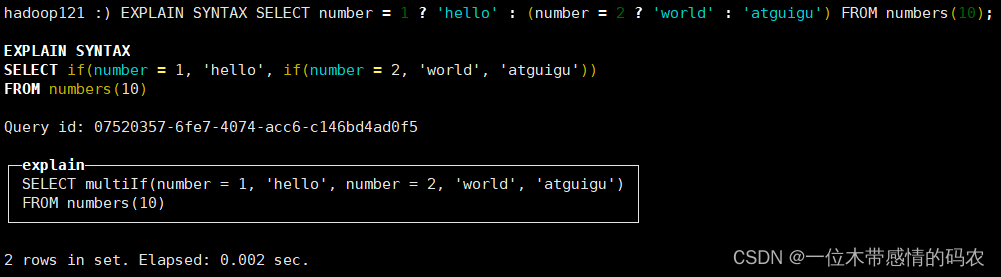 hadoop121 :) EXPLAIN SYNTAX SELECT number = 1 ? 'hello' : (number = 2 ? 'world' : 'atguigu') FROM numbers(10);
EXPLAIN SYNTAX
SELECT if(number = 1, 'hello', if(number = 2, 'world', 'atguigu'))
FROM numbers(10)
Query id: 07520357-6fe7-4074-acc6-c146bd4ad0f5
explain
SELECT multiIf(number = 1, 'hello', number = 2, 'world', 'atguigu')
FROM numbers(10)
2 rows in set. Elapsed: 0.002 sec.
CSDN @一位木带感情的码农